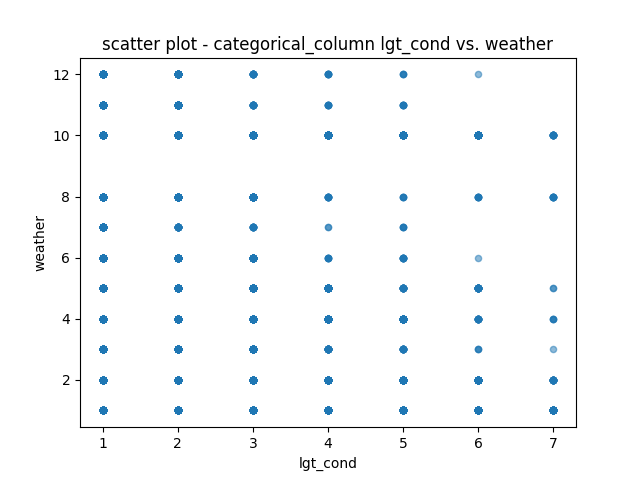 scatter plot - categorical_column lgt_cond vs. weather
12
10
8
6
4
2
weather
1 2 3 4 5 6 7
lgt_cond